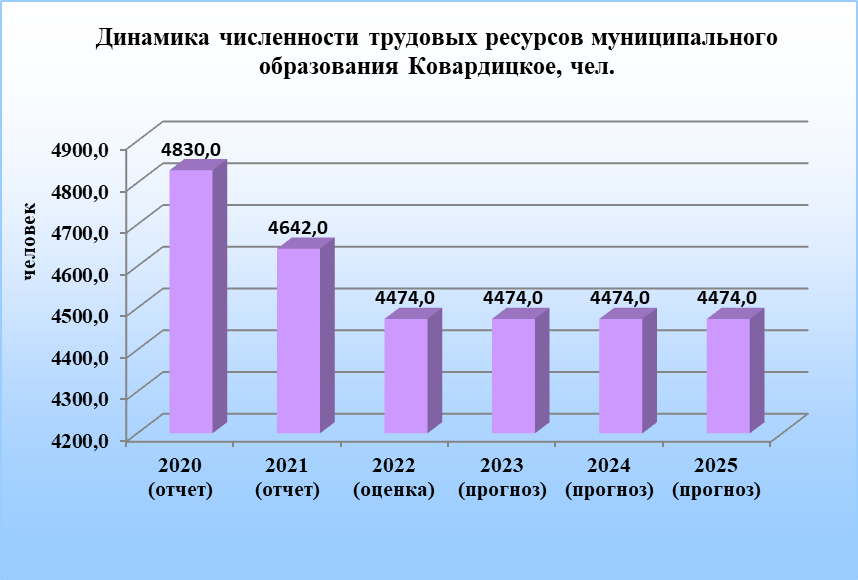 Динамика численности трудовых ресурсов муниципального
образования Ковардицкое, чел.
человек
4900,0
4800,0
4700,0
4600,0
4500,0
4400,0
4300,0
4200,0
4830,0
4642,0
4474,0
4474,0
4474,0
4474,0
2020
(отчет)
2021
(отчет)
2022
(оценка)
2023
(прогноз)
2024
(прогноз)
2025
(прогноз)